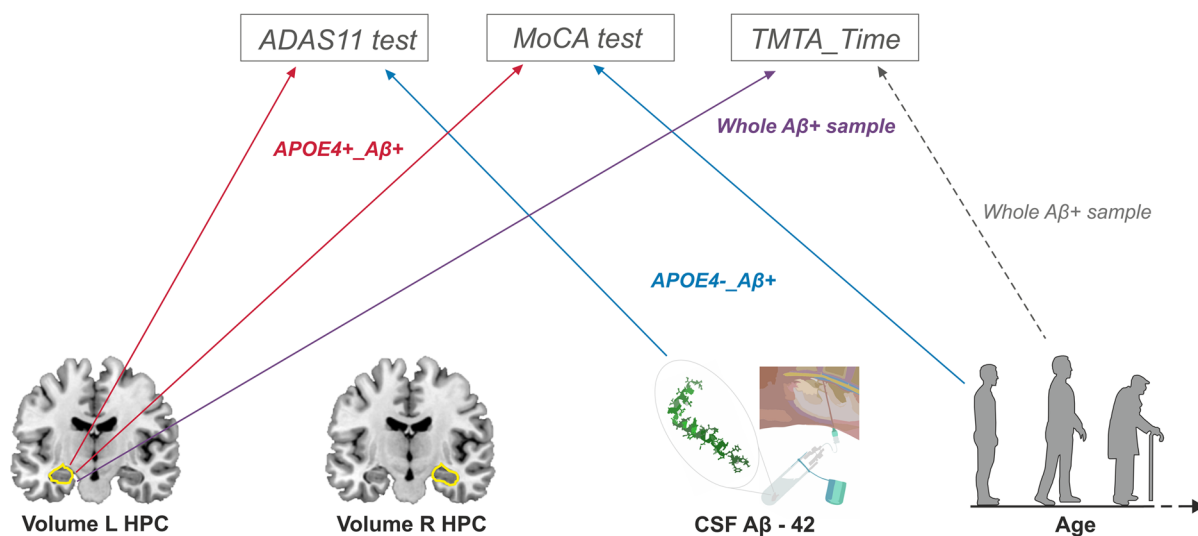 ADAS11 test
MoCA test
TMTA_Time
APOE4+_Aβ+
Whole Aβ+ sample
Whole Aβ+ sample
APOE4-_Aβ+
Volume L HPC
Volume R HPC
CSF Aβ - 42
Age